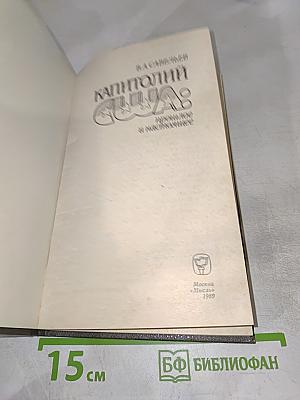 В.А.САВЕЛЬЕВ
КАПИТОЛИЙ
США:
ПРОШЛОЕ
И НАСТОЯЩЕЕ
Москва
«Мысль»
1989
15 см
БФ БИБЛИОФАН